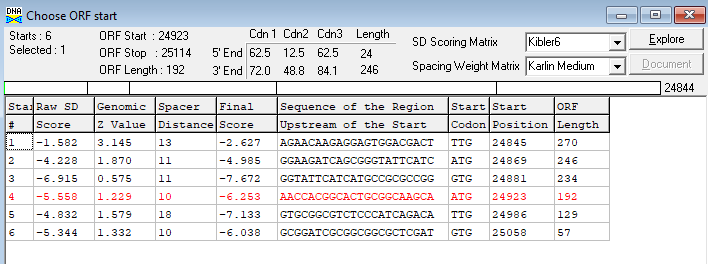 DNA Choose ORF start
Starts : 6 ORF Start : 24923 Cdn 1 Cdn2 Cdn3 Length SD Scoring Matrix Kibler6 Explore
Selected : 1 ORF Stop : 25114 5' End 62.5 12.5 62.5 24
ORF Length : 192 3' End 72.0 48.8 84.1 246 Spacing Weight Matrix Karlin Medium Document
24844
Star Raw SD Genomic Spacer Final Sequence of the Region Start Start ORF
# Score Z Value Distance Score Upstream of the Start Codon Position Length
1 -1.582 3.145 13 -2.627 AGAACAAGAGGAGTGGACGACT TTG 24845 270
2 -4.228 1.870 11 -4.985 GGAAGATCAGCGGGTATTCATC ATG 24869 246
3 -6.915 0.575 11 -7.672 GGTATTCATCATGCCGCGCCGG GTG 24881 234
4 -5.558 1.229 10 -6.253 AACCACGGCACTGCGGCAAGCA ATG 24923 192
5 -4.832 1.579 18 -7.133 GTGCGGCGTCTCCCATCAGACA TTG 24986 129
6 -5.344 1.332 10 -6.038 GCGGATCGCGGCGGCGCTCGAT GTG 25058 57